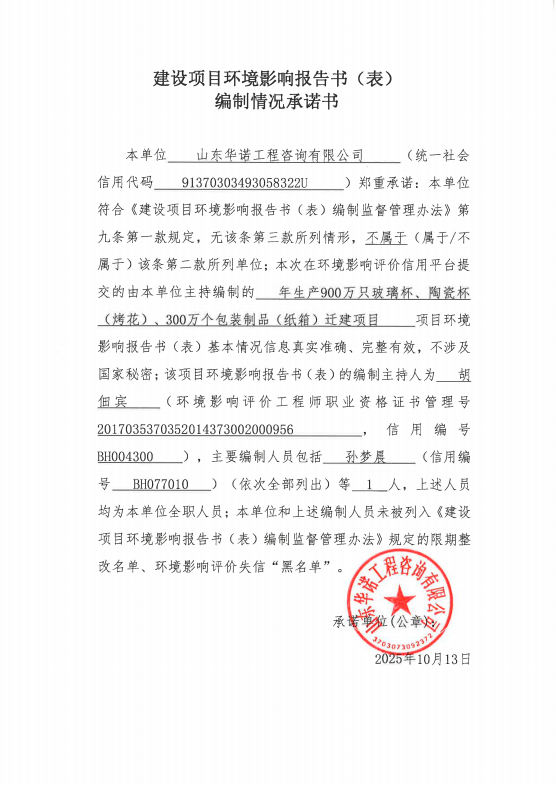 建设项目环境影响报告书（表）
编制情况承诺书
本单位 山东华诺工程咨询有限公司 （统一社会
信用代码 91370303493058322U ）郑重承诺：本单位
符合《建设项目环境影响报告书（表）编制监督管理办法》第
九条第一款规定，无该条第三款所列情形，不属于（属于/不
属于）该条第二款所列单位；本次在环境影响评价信用平台提
交的由本单位主持编制的 年生产900万只玻璃杯、陶瓷杯
（烤花）、300万个包装制品（纸箱）迁建项目 项目环境
影响报告书（表）基本情况信息真实准确、完整有效，不涉及
国家秘密；该项目环境影响报告书（表）的编制主持人为 胡
佃宾 （环境影响评价工程师职业资格证书管理号
2017035370352014373002000956 ，信用编号
BH004300 ），主要编制人员包括 孙梦晨 （信用编
号 BH077010 ）（依次全部列出）等 1 人，上述人员
均为本单位全职人员；本单位和上述编制人员未被列入《建设
项目环境影响报告书（表）编制监督管理办法》规定的限期整
改名单、环境影响评价失信“黑名单”。
承诺单位(公章):
2025年10月13日
山东华诺工程咨询有限公司
3703073052372